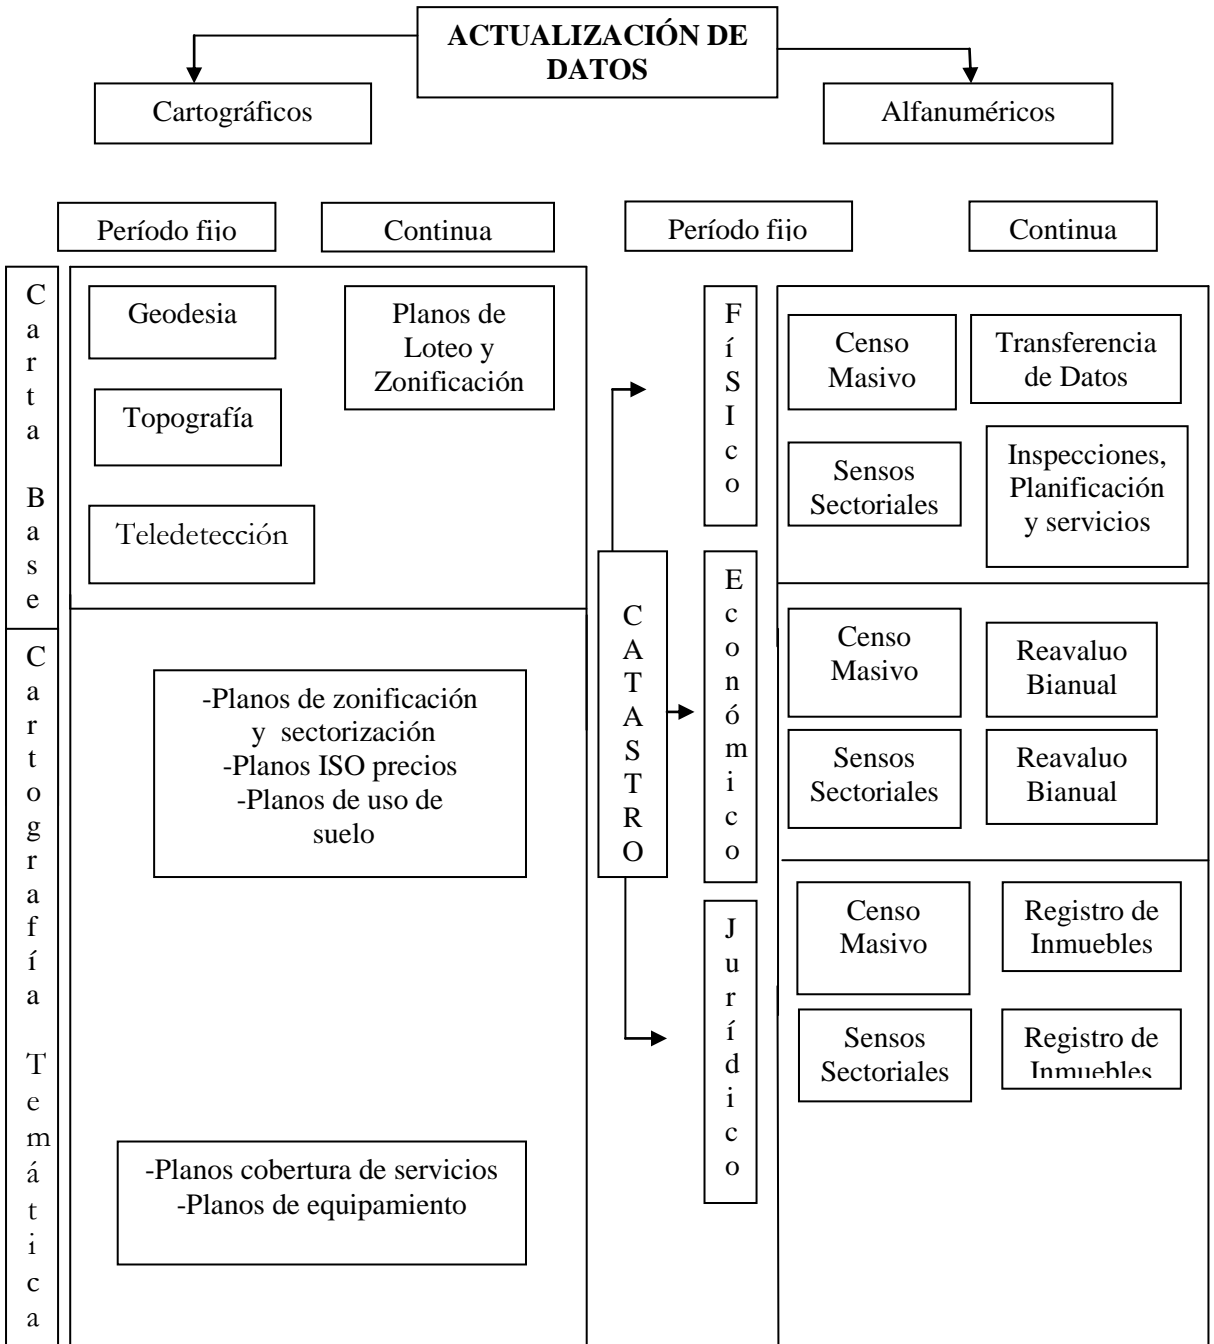 ACTUALIZACIÓN DE
DATOS
Cartográficos
Alfanuméricos
Período fijo
Continua
Período fijo
Continua
Carta Base
Geodesia
Planos de
Loteo y
Zonificación
Topografía
Teledetección
Cartografía Temática
-Planos de zonificación
y sectorización
-Planos ISO precios
-Planos de uso de
suelo
-Planos cobertura de servicios
-Planos de equipamiento
CATASTRO
FíSIco
Censo
Masivo
Transferencia
de Datos
Sensos
Sectoriales
Inspecciones,
Planificación
y servicios
Económico
Censo
Masivo
Reavaluo
Bianual
Sensos
Sectoriales
Reavaluo
Bianual
Jurídico
Censo
Masivo
Registro de
Inmuebles
Sensos
Sectoriales
Registro de
Inmuebles